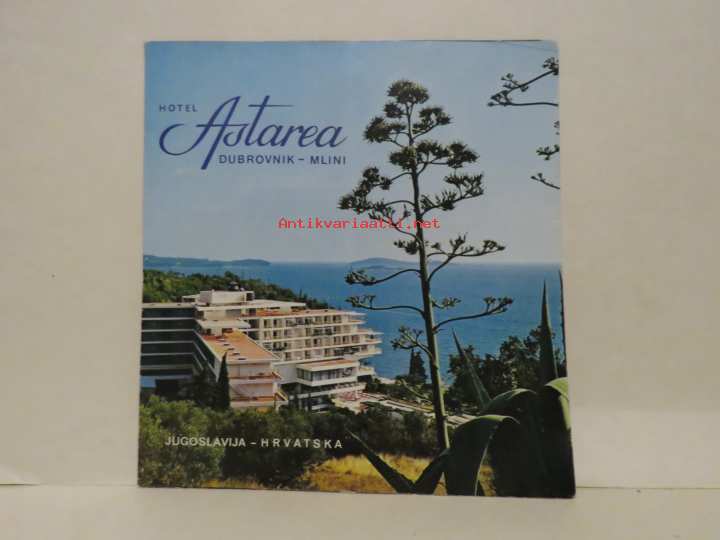 HOTEL
Astarea
DUBROVNIK - MLINI
Antikvariaatti.net
JUGOSLAVIJA - HRVATSKA